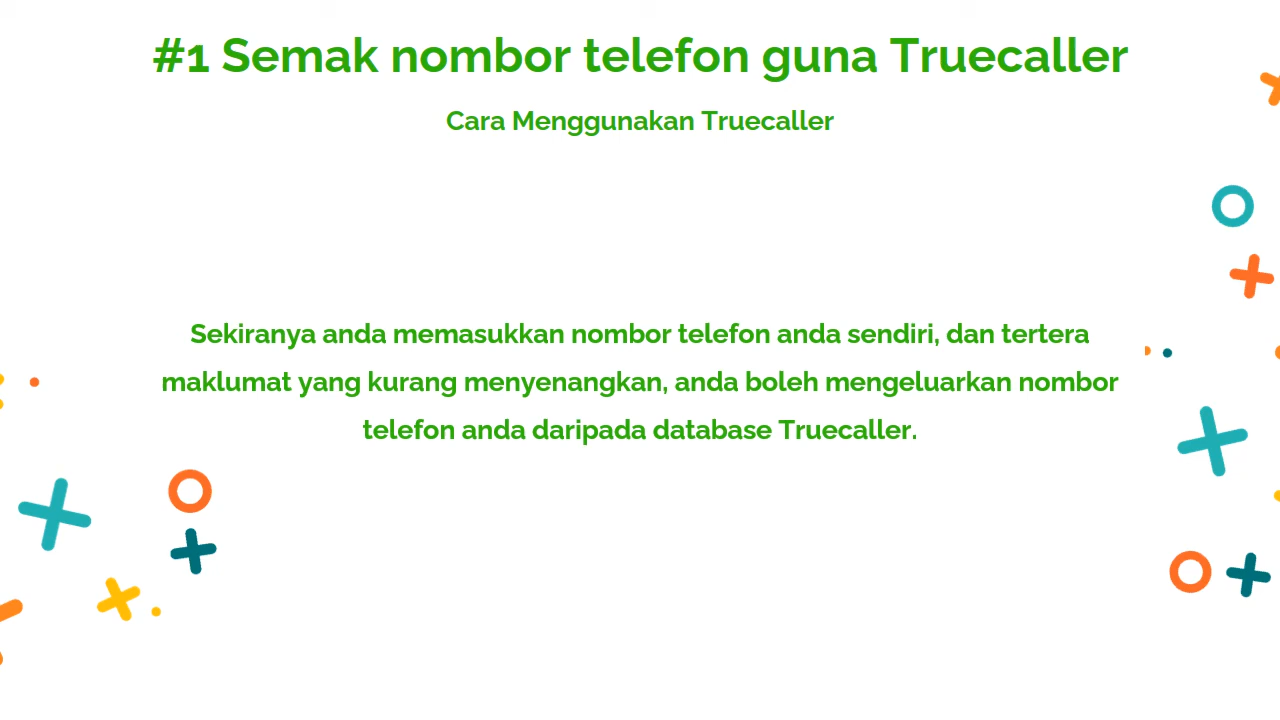 #1 Semak nombor telefon guna Truecaller
Cara Menggunakan Truecaller
Sekiranya anda memasukkan nombor telefon anda sendiri, dan tertera
maklumat yang kurang menyenangkan, anda boleh mengeluarkan nombor
telefon anda daripada database Truecaller.